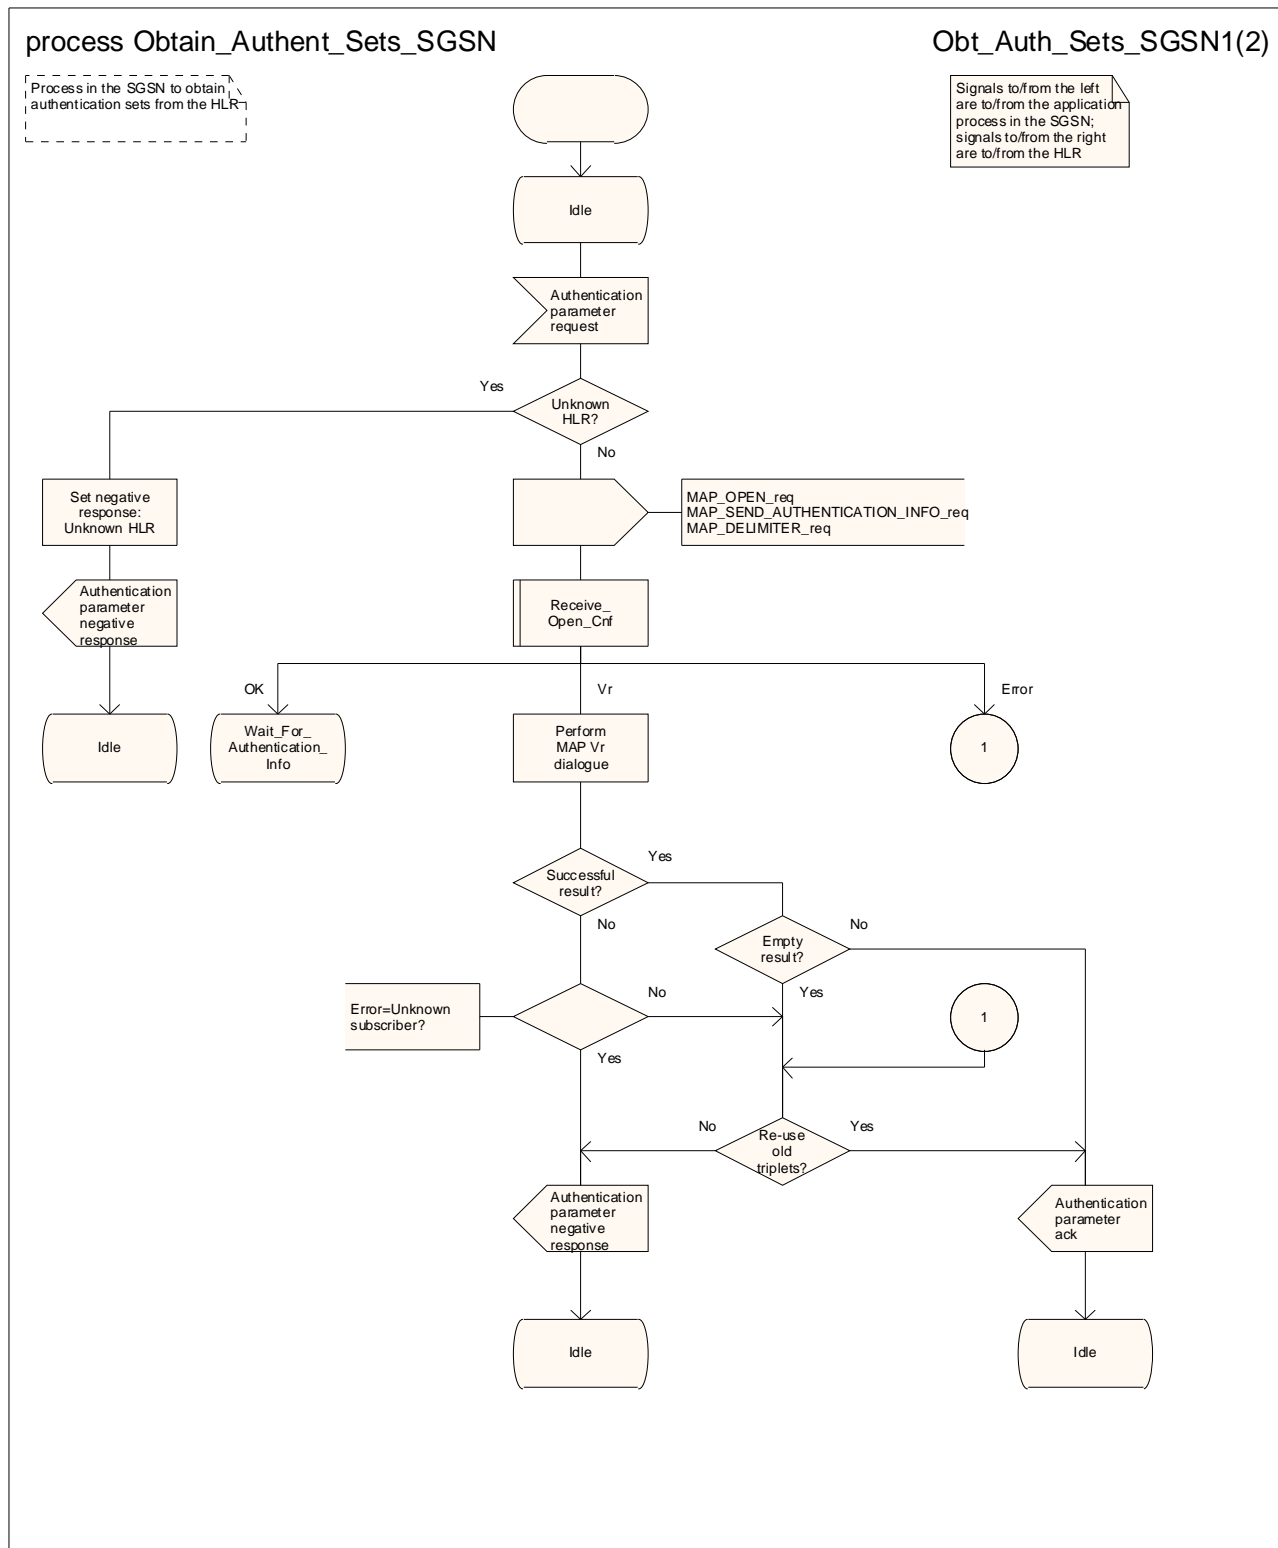 process Obtain_Authent_Sets_SGSN
Obt_Auth_Sets_SGSN1(2)
Process in the SGSN to obtain
authentication sets from the HLR
Signals to/from the left
are to/from the application
process in the SGSN;
signals to/from the right
are to/from the HLR
Idle
Authentication
parameter
request
Yes
Unknown
HLR?
No
Set negative
response:
Unknown HLR
MAP_OPEN_req
MAP_SEND_AUTHENTICATION_INFO_req
MAP_DELIMITER_req
Authentication
parameter
negative
response
Receive_
Open_Cnf
OK
Vr
Error
Idle
Wait_For_
Authentication_
Info
Perform
MAP Vr
dialogue
1
Successful
result?
Yes
No
Empty
result?
No
Yes
Error=Unknown
subscriber?
No
Yes
1
No
Re-use
old
triplets?
Yes
Authentication
parameter
negative
response
Authentication
parameter
ack
Idle
Idle